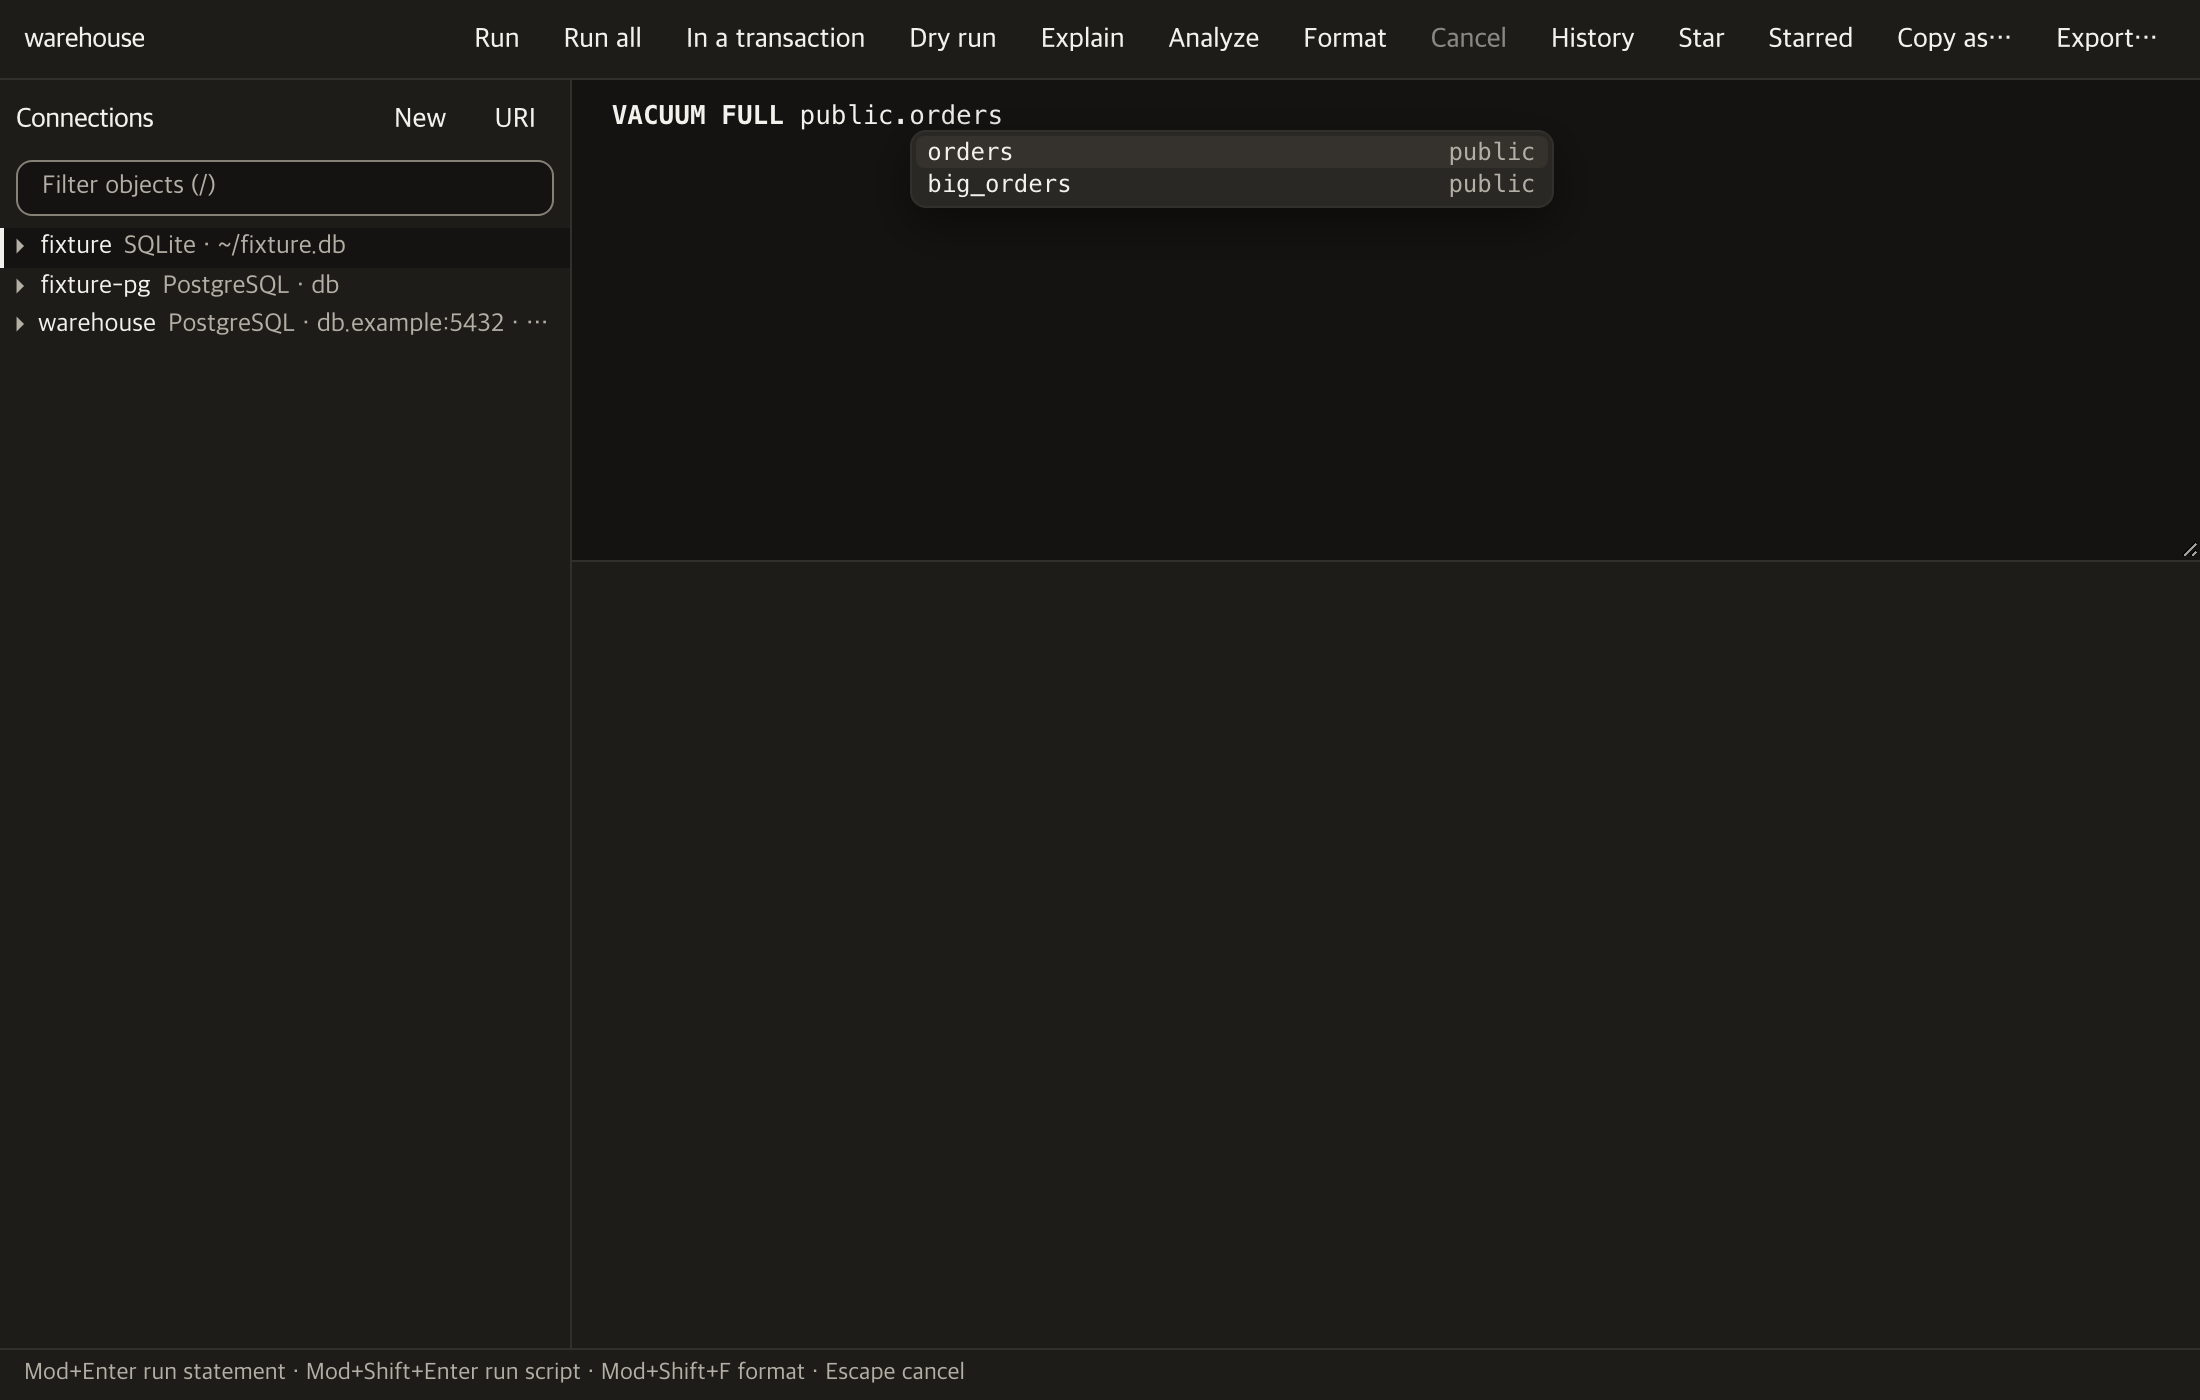 warehouse Run Run all In a transaction Dry run Explain Analyze Format Cancel History Star Starred Copy as⋯ Export⋯
Connections New URI
Filter objects (/)
fixture SQLite · ~/fixture.db
fixture-pg PostgreSQL · db
warehouse PostgreSQL · db.example:5432 · ⋯
VACUUM FULL public.orders
orders public
big_orders public
Mod+Enter run statement · Mod+Shift+Enter run script · Mod+Shift+F format · Escape cancel